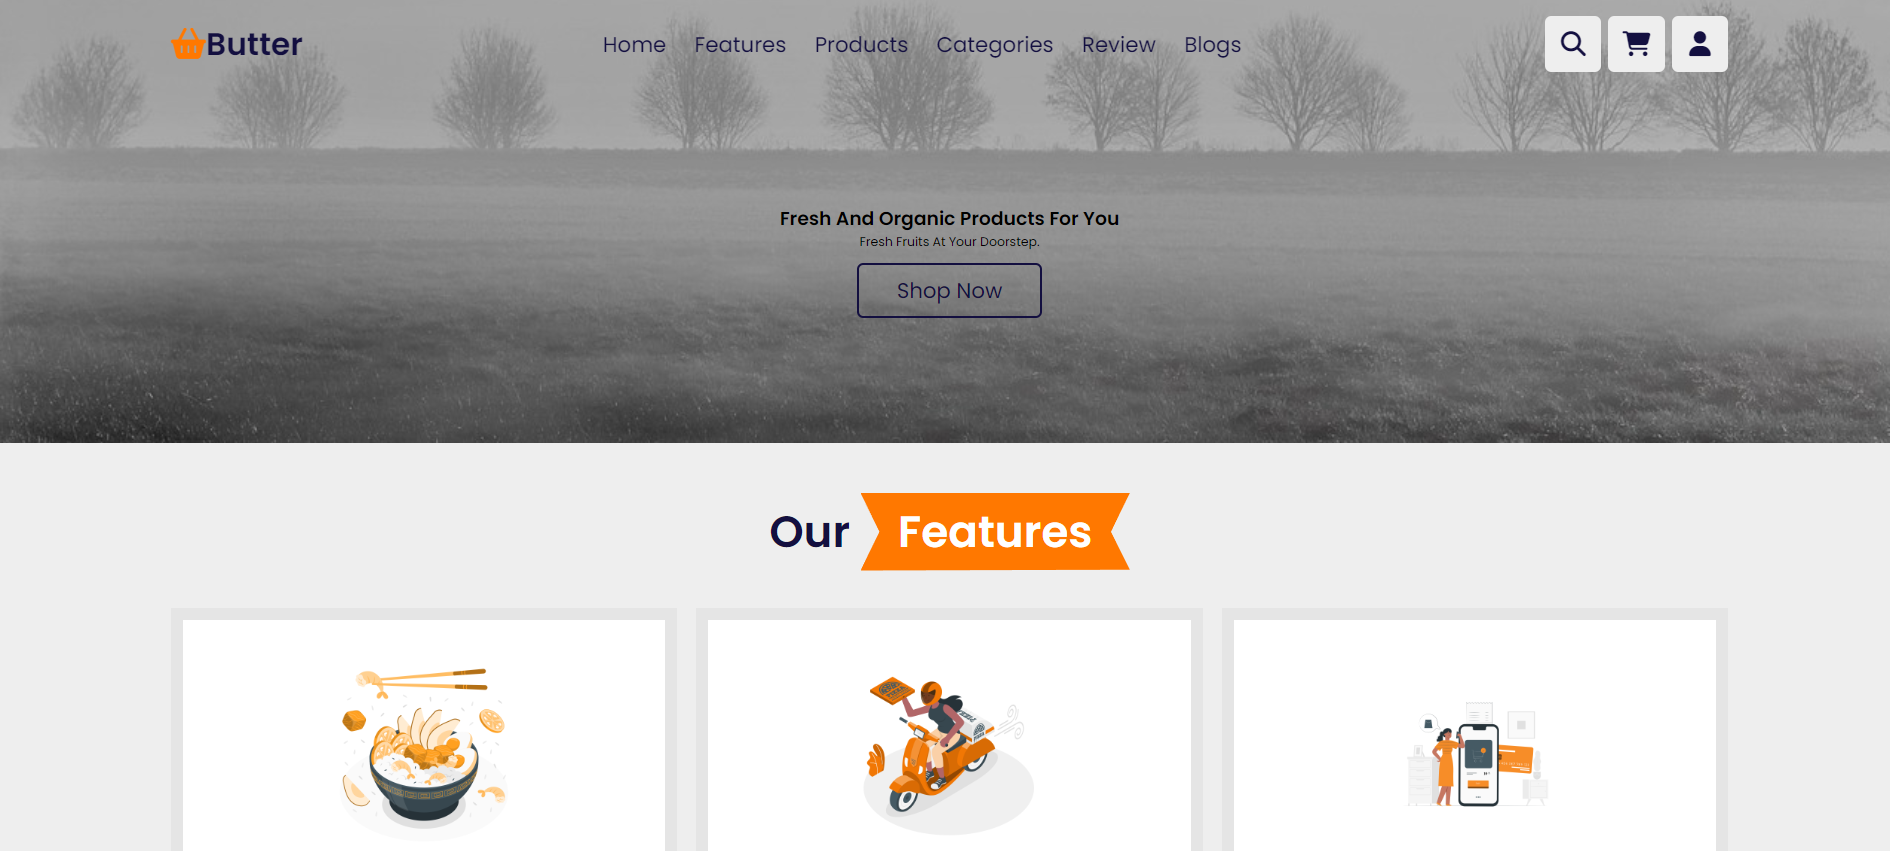 Butter
Home Features Products Categories Review Blogs
Fresh And Organic Products For You
Fresh Fruits At Your Doorstep.
Shop Now
Our Features